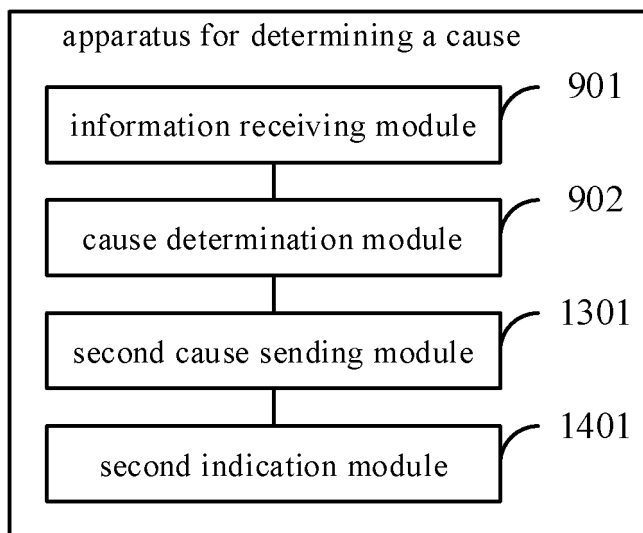 apparatus for determining a cause
information receiving module
901
cause determination module
902
second cause sending module
1301
second indication module
1401